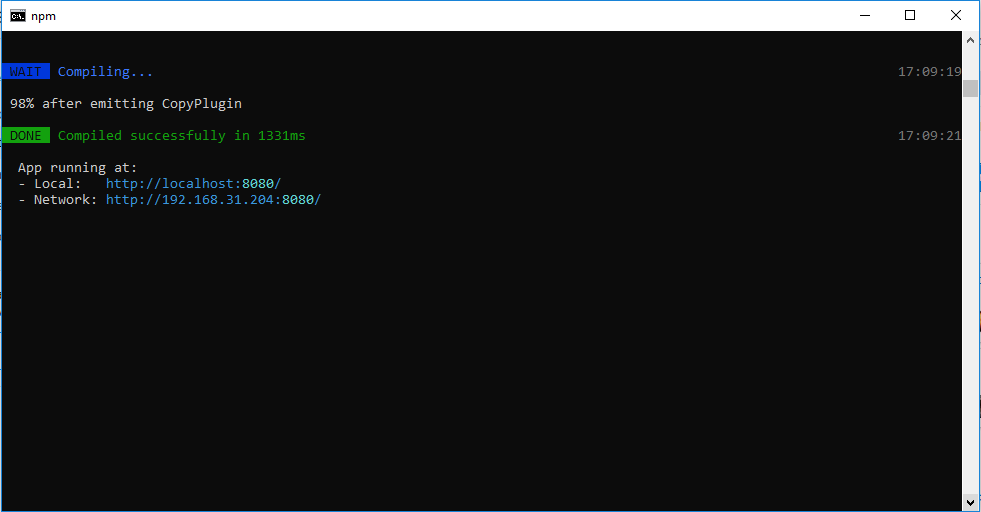 npm
WAIT Compiling... 17:09:19
98% after emitting CopyPlugin
DONE Compiled successfully in 1331ms 17:09:21
App running at:
- Local: http://localhost:8080/
- Network: http://192.168.31.204:8080/